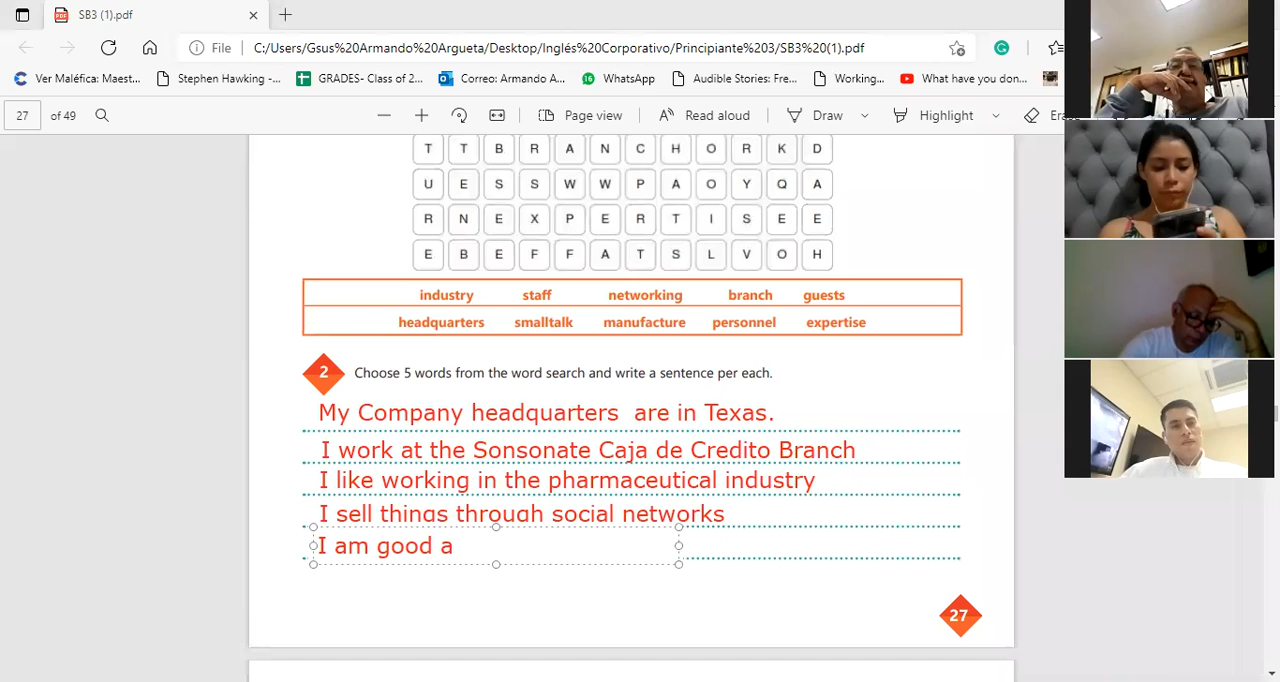 SB3 (1).pdf
File C:/Users/Gsus%20Armando%20Argueta/Desktop/Inglés%20Corporativo/Principiante%203/SB3%20(1).pdf
Ver Maléfica: Maest... Stephen Hawking -... GRADES- Class of 2... Correo: Armando A... WhatsApp Audible Stories: Fre... Working... What have you don...
27 of 49 Page view Read aloud Draw Highlight
T T B R A N C H O R K D
U E S S W W P A O Y Q A
R N E X P E R T I S E E
E B E F F A T S L V O H
industry staff networking branch guests
headquarters smalltalk manufacture personnel expertise
2 Choose 5 words from the word search and write a sentence per each.
My Company headquarters are in Texas.
I work at the Sonsonate Caja de Credito Branch
I like working in the pharmaceutical industry
I sell things through social networks
I am good a
27